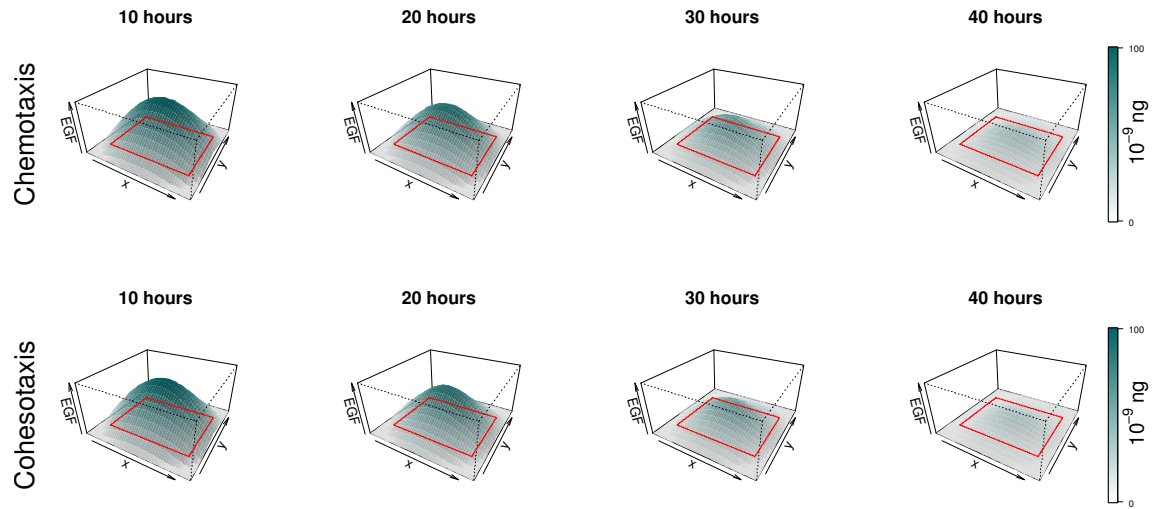 10 hours
20 hours
30 hours
40 hours
Chemotaxis
EGF
x
y
EGF
x
y
EGF
x
y
EGF
x
y
100
10⁻⁹ ng
0
10 hours
20 hours
30 hours
40 hours
Cohesotaxis
EGF
x
y
EGF
x
y
EGF
x
y
EGF
x
y
100
10⁻⁹ ng
0